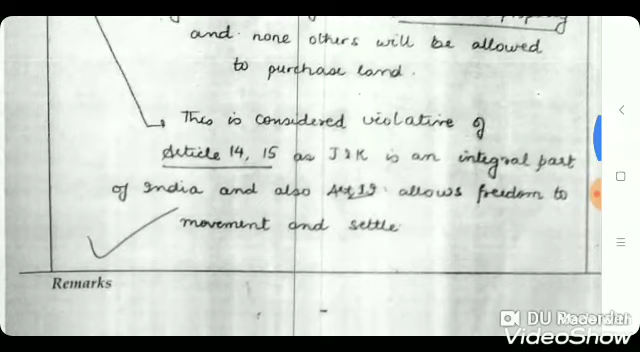 property
and none others will be allowed
to purchase land.
This is considered violative of
Article 14, 15 as J&K is an integral part
of India and also Art 19 allows freedom to
movement and settle
Remarks
DU Recorder
VideoShow